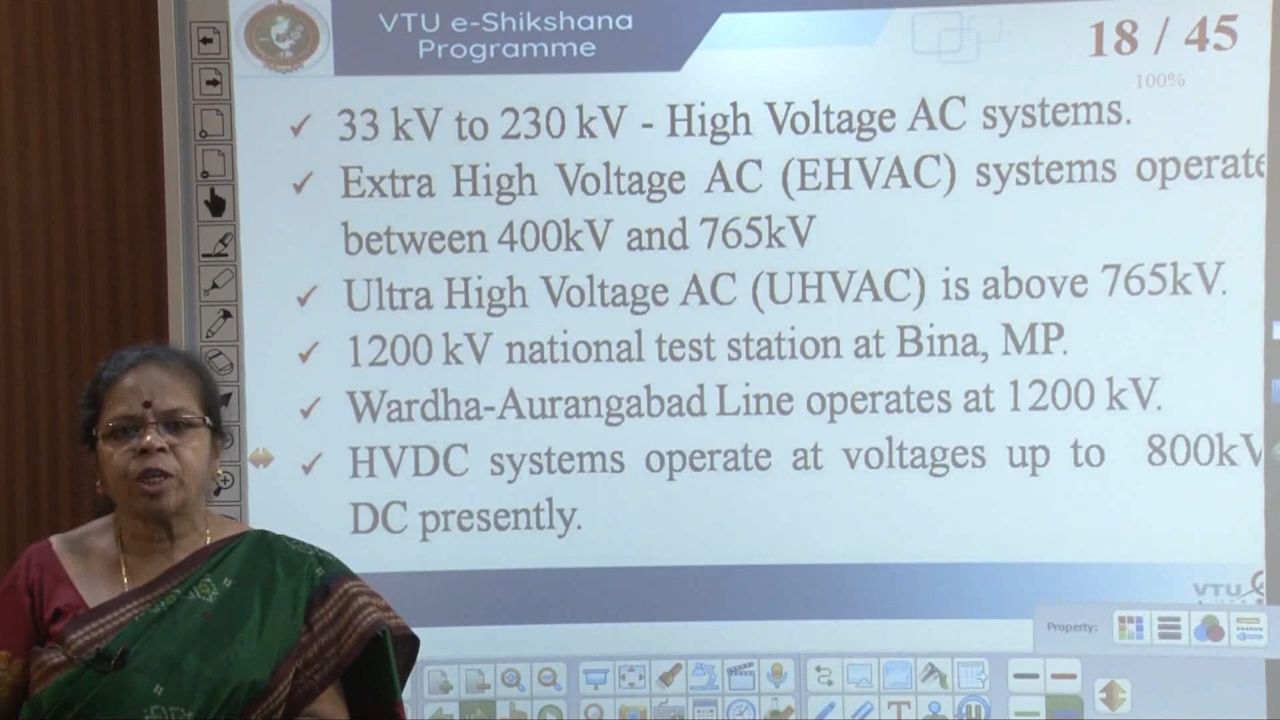 VTU e-Shikshana
Programme
18 / 45
100%
✓ 33 kV to 230 kV - High Voltage AC systems.
✓ Extra High Voltage AC (EHVAC) systems operate
between 400kV and 765kV
✓ Ultra High Voltage AC (UHVAC) is above 765kV.
✓ 1200 kV national test station at Bina, MP.
✓ Wardha-Aurangabad Line operates at 1200 kV.
✓ HVDC systems operate at voltages up to 800kV
DC presently.
VTU
Property: